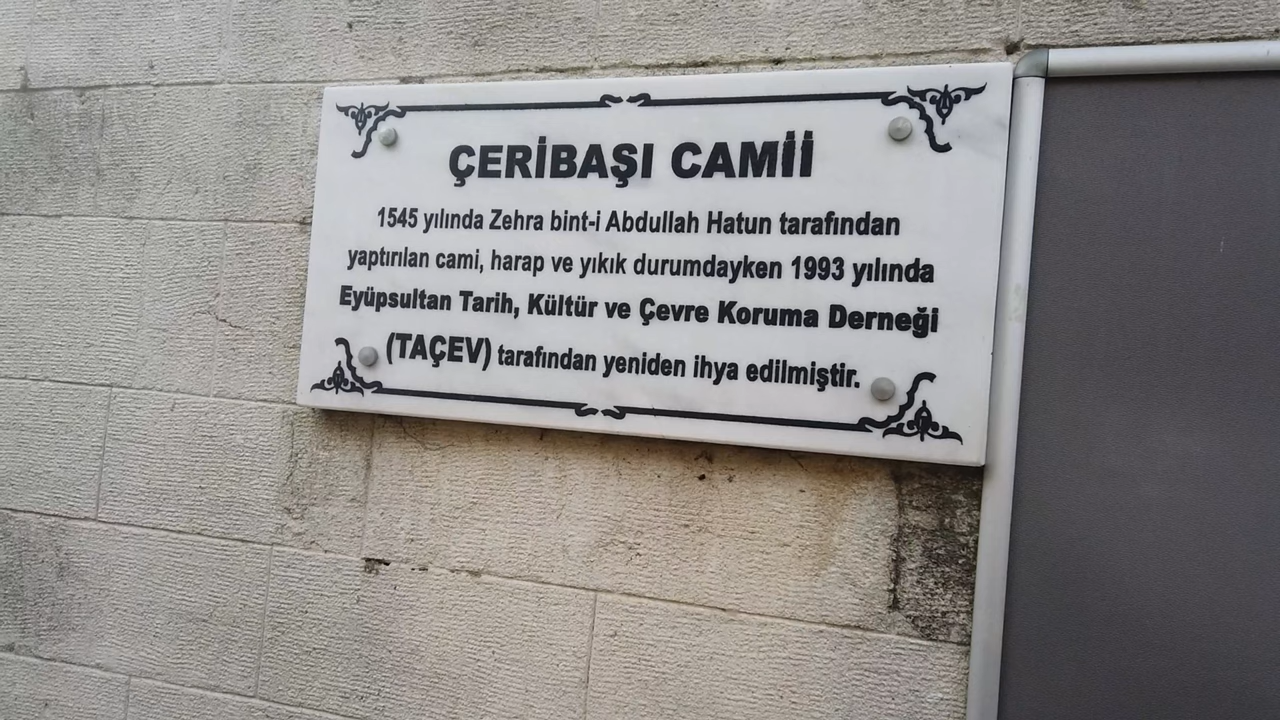 ÇERİBAŞI CAMİİ
1545 yılında Zehra bint-i Abdullah Hatun tarafından
yaptırılan cami, harap ve yıkık durumdayken 1993 yılında
Eyüpsultan Tarih, Kültür ve Çevre Koruma Derneği
(TAÇEV) tarafından yeniden ihya edilmiştir.